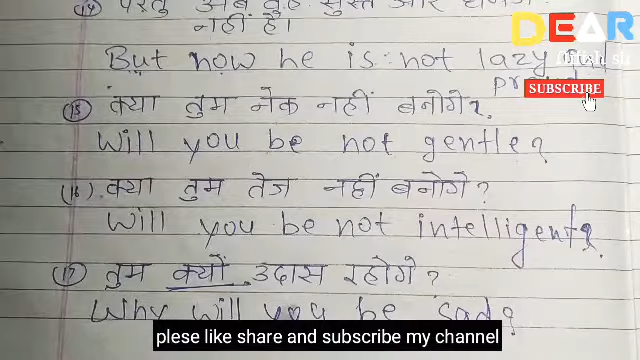 (14) परंतु अब वह सुस्त और
नहीं है।
But now he is not lazy and
DEAR
SUBSCRIBE
(15) क्या तुम नेक नहीं बनोगे?
Will you be not gentle?
(16) क्या तुम तेज नहीं बनोगे?
Will you be not intelligent?
(17) तुम क्यों उदास रहोगे?
Why will you be sad?
plese like share and subscribe my channel